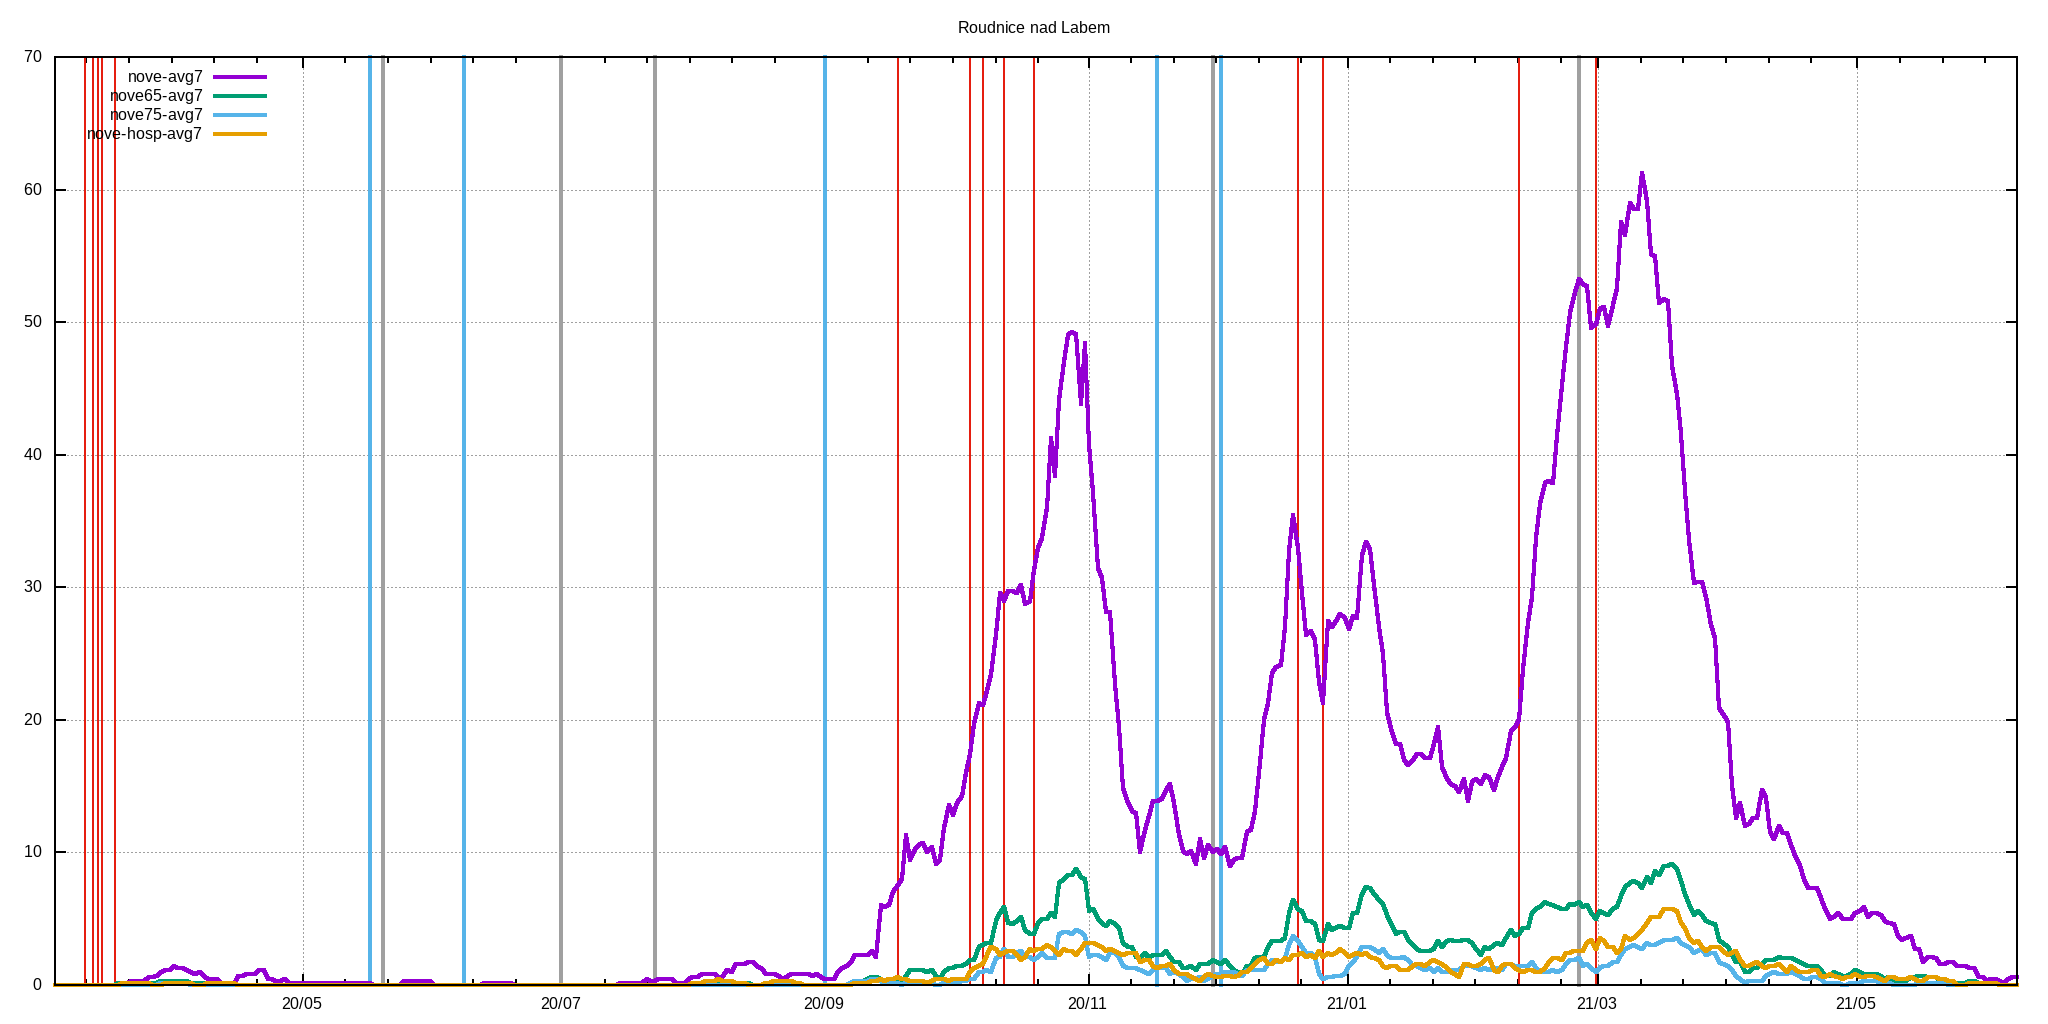 Roudnice nad Labem
70
60
50
40
30
20
10
0
nove-avg7
nove65-avg7
nove75-avg7
nove-hosp-avg7
20/05 20/07 20/09 20/11 21/01 21/03 21/05